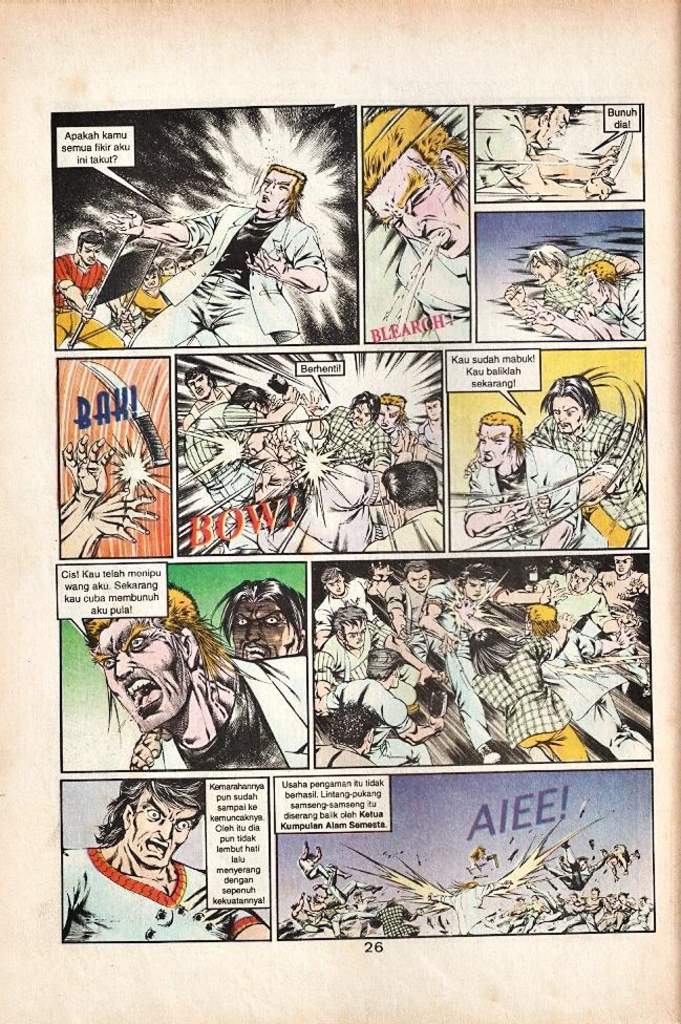 Apakah kamu
semua fikir aku
ini takut?
BLEARGH!
Bunuh
dia!
BAK!
Berhenti!
BOW!
Kau sudah mabuk!
Kau baliklah
sekarang!
Cis! Kau telah menipu
wang aku. Sekarang
kau cuba membunuh
aku pula!
Kemarahannya
pun sudah
sampai ke
kemuncaknya.
Oleh itu dia
pun tidak
lembut hati
lalu
menyerang
dengan
sepenuh
kekuatannya!
Usaha pengaman itu tidak
berhasil. Lintang-pukang
samseng-samseng itu
diserang balik oleh Ketua
Kumpulan Alam Semesta.
AIEE!
26